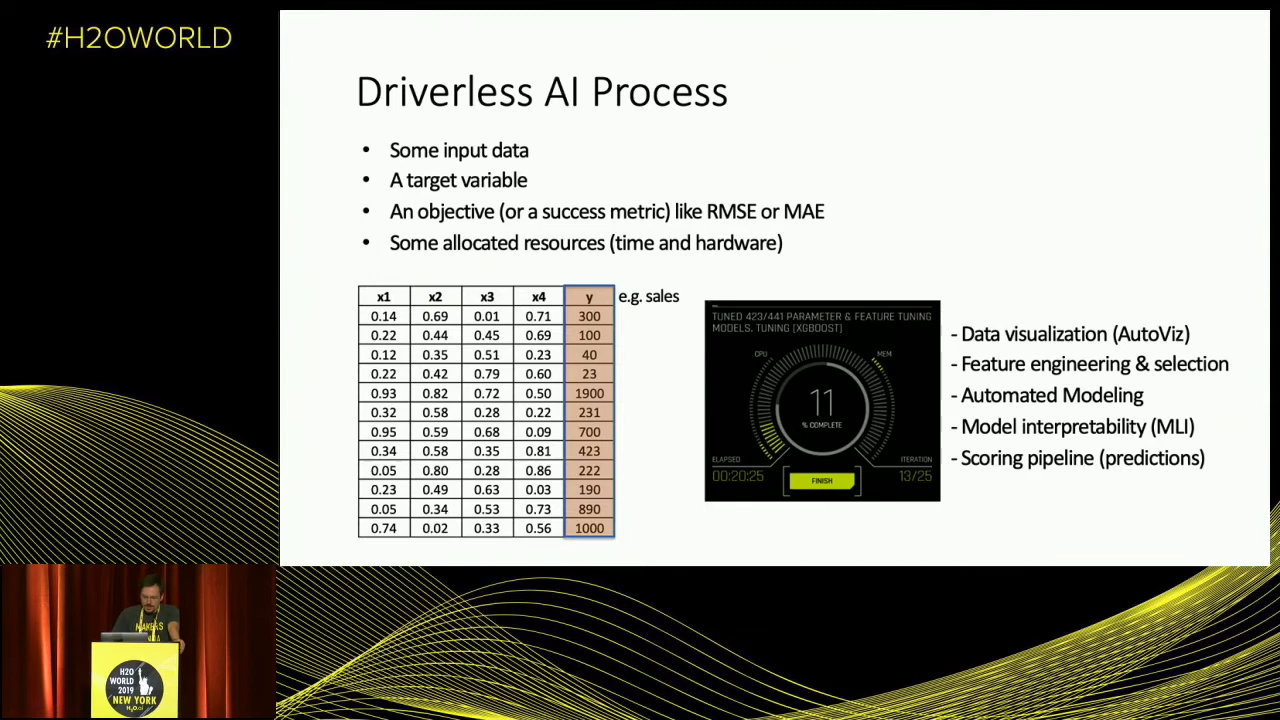 #H2OWORLD
Driverless AI Process
• Some input data
• A target variable
• An objective (or a success metric) like RMSE or MAE
• Some allocated resources (time and hardware)
x1 x2 x3 x4 y e.g. sales
0.14 0.69 0.01 0.71 300
0.22 0.44 0.45 0.69 100
0.12 0.35 0.51 0.23 40
0.22 0.42 0.79 0.60 23
0.93 0.82 0.72 0.50 1900
0.32 0.58 0.28 0.22 231
0.95 0.59 0.68 0.09 700
0.34 0.58 0.35 0.81 423
0.05 0.80 0.28 0.86 222
0.23 0.49 0.63 0.03 190
0.05 0.34 0.53 0.73 890
0.74 0.02 0.33 0.56 1000
TUNED 423/441 PARAMETER & FEATURE TUNING
MODELS. TUNING [XGBOOST]
CPU MEM
11
% COMPLETE
ELAPSED ITERATION
00:20:25 13/25
FINISH
- Data visualization (AutoViz)
- Feature engineering & selection
- Automated Modeling
- Model interpretability (MLI)
- Scoring pipeline (predictions)
H2O
WORLD
2019
NEW YORK
H2O.ai